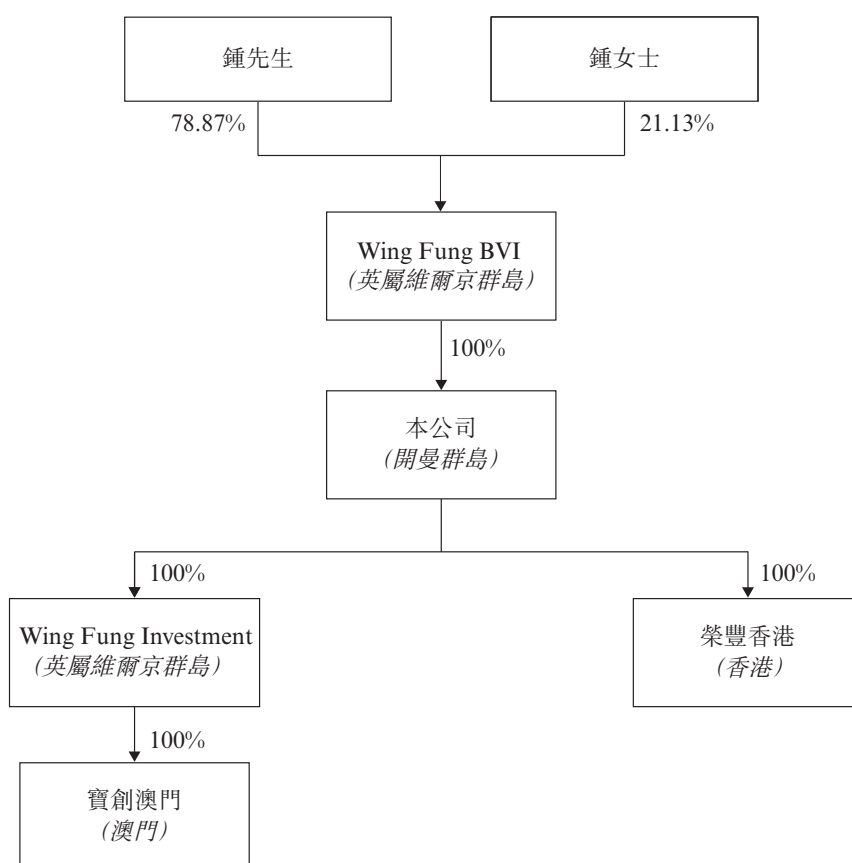 鍾先生
鍾女士
78.87%
21.13%
Wing Fung BVI
(英屬維爾京群島)
100%
本公司
(開曼群島)
100%
100%
Wing Fung Investment
(英屬維爾京群島)
榮豐香港
(香港)
100%
寶創澳門
(澳門)